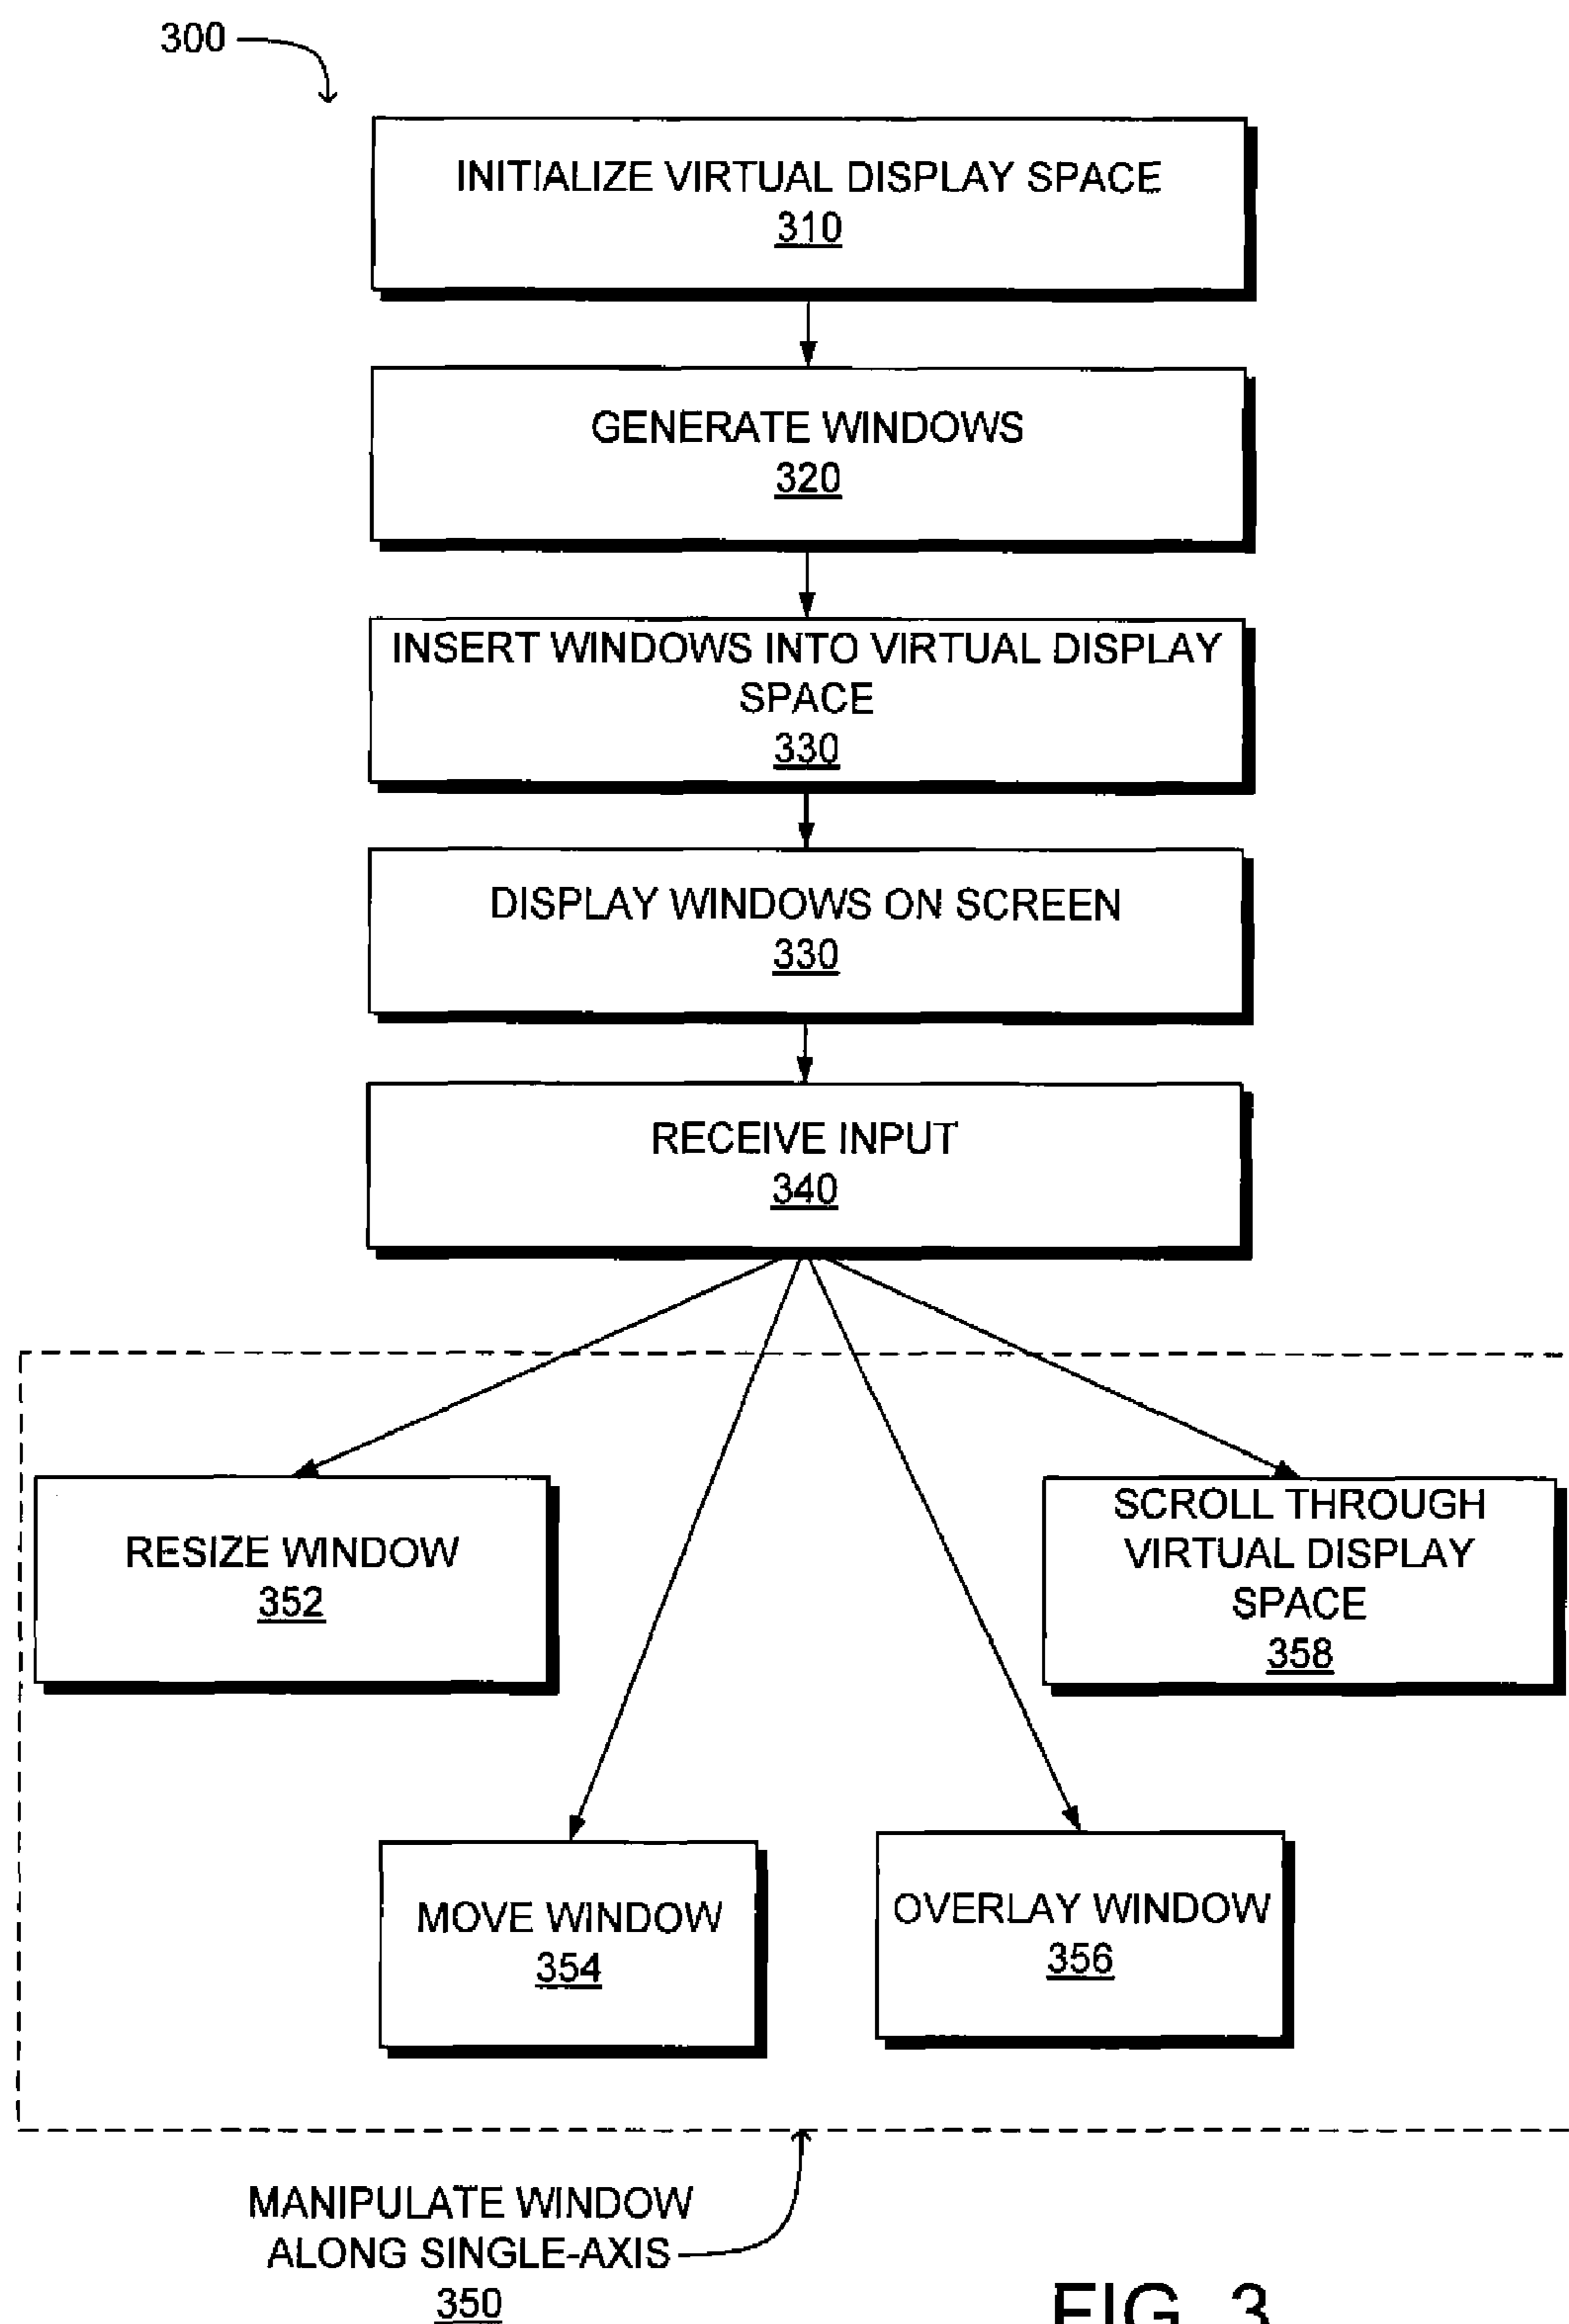 300
INITIALIZE VIRTUAL DISPLAY SPACE
310
GENERATE WINDOWS
320
INSERT WINDOWS INTO VIRTUAL DISPLAY
SPACE
330
DISPLAY WINDOWS ON SCREEN
330
RECEIVE INPUT
340
RESIZE WINDOW
352
SCROLL THROUGH
VIRTUAL DISPLAY
SPACE
358
MOVE WINDOW
354
OVERLAY WINDOW
356
MANIPULATE WINDOW
ALONG SINGLE-AXIS
350
FIG. 3